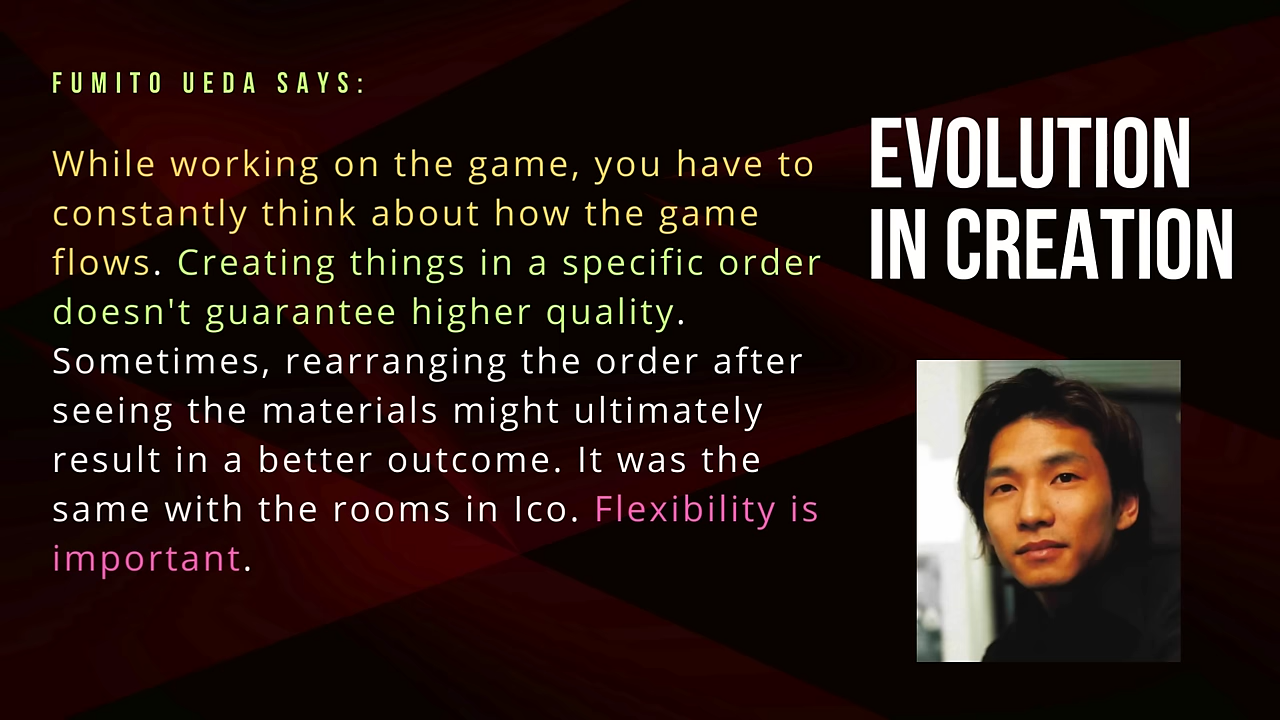 FUMITO UEDA SAYS:
While working on the game, you have to
constantly think about how the game
flows. Creating things in a specific order
doesn't guarantee higher quality.
Sometimes, rearranging the order after
seeing the materials might ultimately
result in a better outcome. It was the
same with the rooms in Ico. Flexibility is
important.
EVOLUTION
IN CREATION